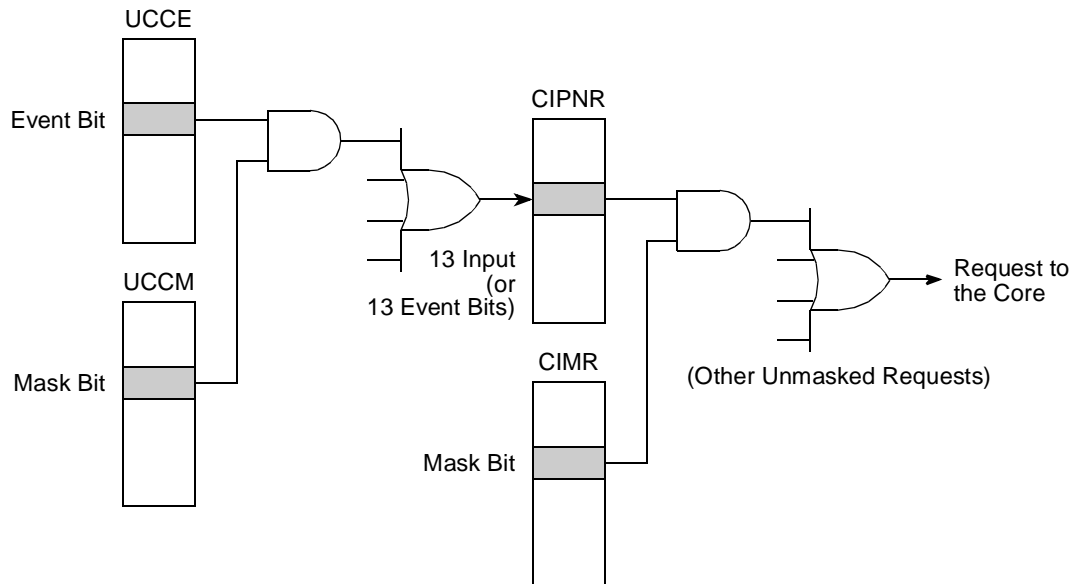 UCCE
Event Bit
UCCM
Mask Bit
CIPNR
13 Input
(or
13 Event Bits)
CIMR
Mask Bit
Request to
the Core
(Other Unmasked Requests)